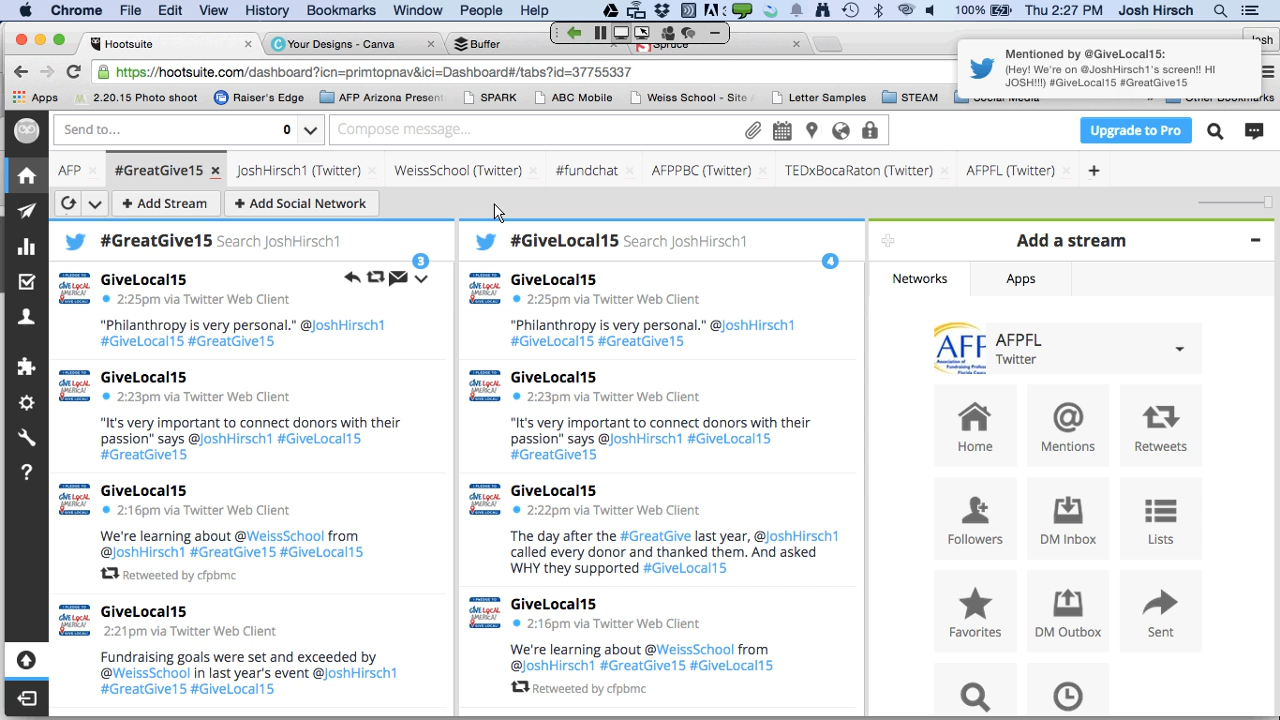 Chrome File Edit View History Bookmarks Window People Help 100% Thu 2:27 PM Josh Hirsch
Hootsuite Your Designs - Canva Buffer Spruce Josh
https://hootsuite.com/dashboard?icn=primtopnav&ici=Dashboard#/tabs?id=37755337
Mentioned by @GiveLocal15:
(Hey! We're on @JoshHirsch1's screen!! HI
JOSH!!!) #GiveLocal15 #GreatGive15
Apps 2.20.15 Photo shoot Raiser's Edge AFP Arizona Present SPARK ABC Mobile Weiss School - Site Letter Samples STEAM Social Media Other Bookmarks
Send to... 0 Compose message... Upgrade to Pro
AFP #GreatGive15 JoshHirsch1 (Twitter) WeissSchool (Twitter) #fundchat AFPPBC (Twitter) TEDxBocaRaton (Twitter) AFPFL (Twitter) +
+ Add Stream + Add Social Network
#GreatGive15 Search JoshHirsch1
3
GiveLocal15
2:25pm via Twitter Web Client
"Philanthropy is very personal." @JoshHirsch1
#GiveLocal15 #GreatGive15
GiveLocal15
2:23pm via Twitter Web Client
"It's very important to connect donors with their
passion" says @JoshHirsch1 #GiveLocal15
#GreatGive15
GiveLocal15
2:16pm via Twitter Web Client
We're learning about @WeissSchool from
@JoshHirsch1 #GreatGive15 #GiveLocal15
Retweeted by cfpbmc
GiveLocal15
2:21pm via Twitter Web Client
Fundraising goals were set and exceeded by
@WeissSchool in last year's event @JoshHirsch1
#GreatGive15 #GiveLocal15
#GiveLocal15 Search JoshHirsch1
4
GiveLocal15
2:25pm via Twitter Web Client
"Philanthropy is very personal." @JoshHirsch1
#GiveLocal15 #GreatGive15
GiveLocal15
2:23pm via Twitter Web Client
"It's very important to connect donors with their
passion" says @JoshHirsch1 #GiveLocal15
#GreatGive15
GiveLocal15
2:22pm via Twitter Web Client
The day after the #GreatGive last year, @JoshHirsch1
called every donor and thanked them. And asked
WHY they supported #GiveLocal15
GiveLocal15
2:16pm via Twitter Web Client
We're learning about @WeissSchool from
@JoshHirsch1 #GreatGive15 #GiveLocal15
Retweeted by cfpbmc
Add a stream
Networks Apps
AFP
AFPFL
Twitter
Home Mentions Retweets
Followers DM Inbox Lists
Favorites DM Outbox Sent